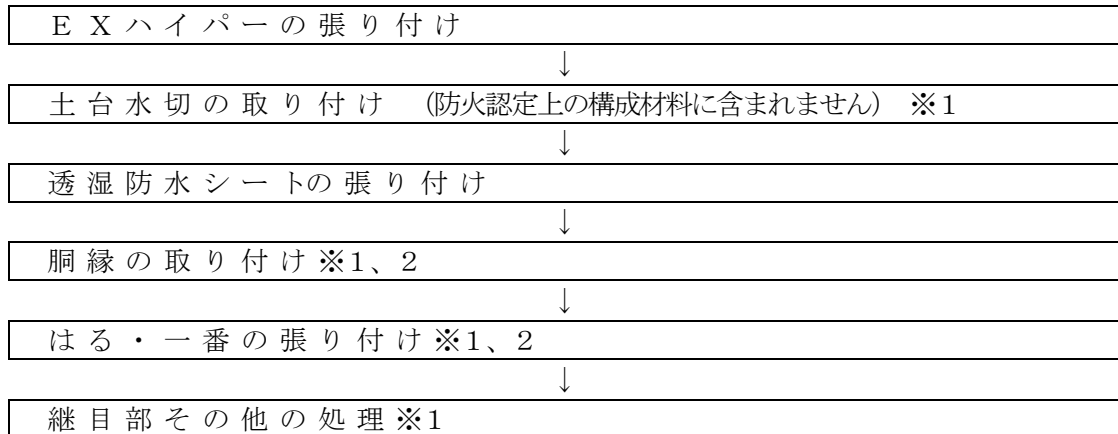 ＥＸハイパーの張り付け
↓
土台水切の取り付け （防火認定上の構成材料に含まれません） ※１
↓
透湿防水シートの張り付け
↓
胴縁の取り付け※１、２
↓
はる・一番の張り付け※１、２
↓
継目部その他の処理※１